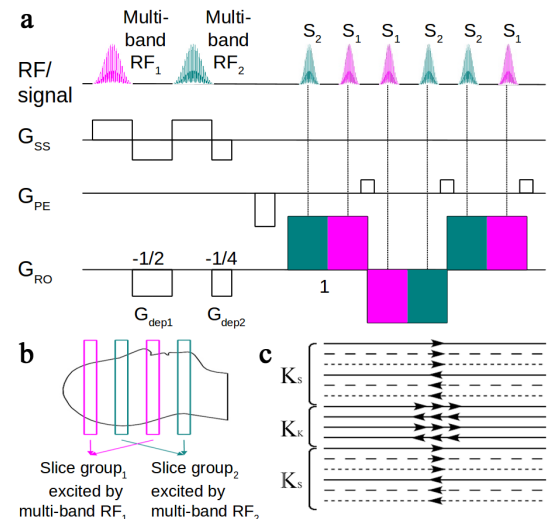 a
Multi-
band
RF1
Multi-
band
RF2
S2 S1 S1 S2 S2 S1
RF/
signal
GSS
GPE
GRO
-1/2 -1/4
1
Gdep1 Gdep2
b
Slice group1
excited by
multi-band RF1
Slice group2
excited by
multi-band RF2
c
KS
KK
KS